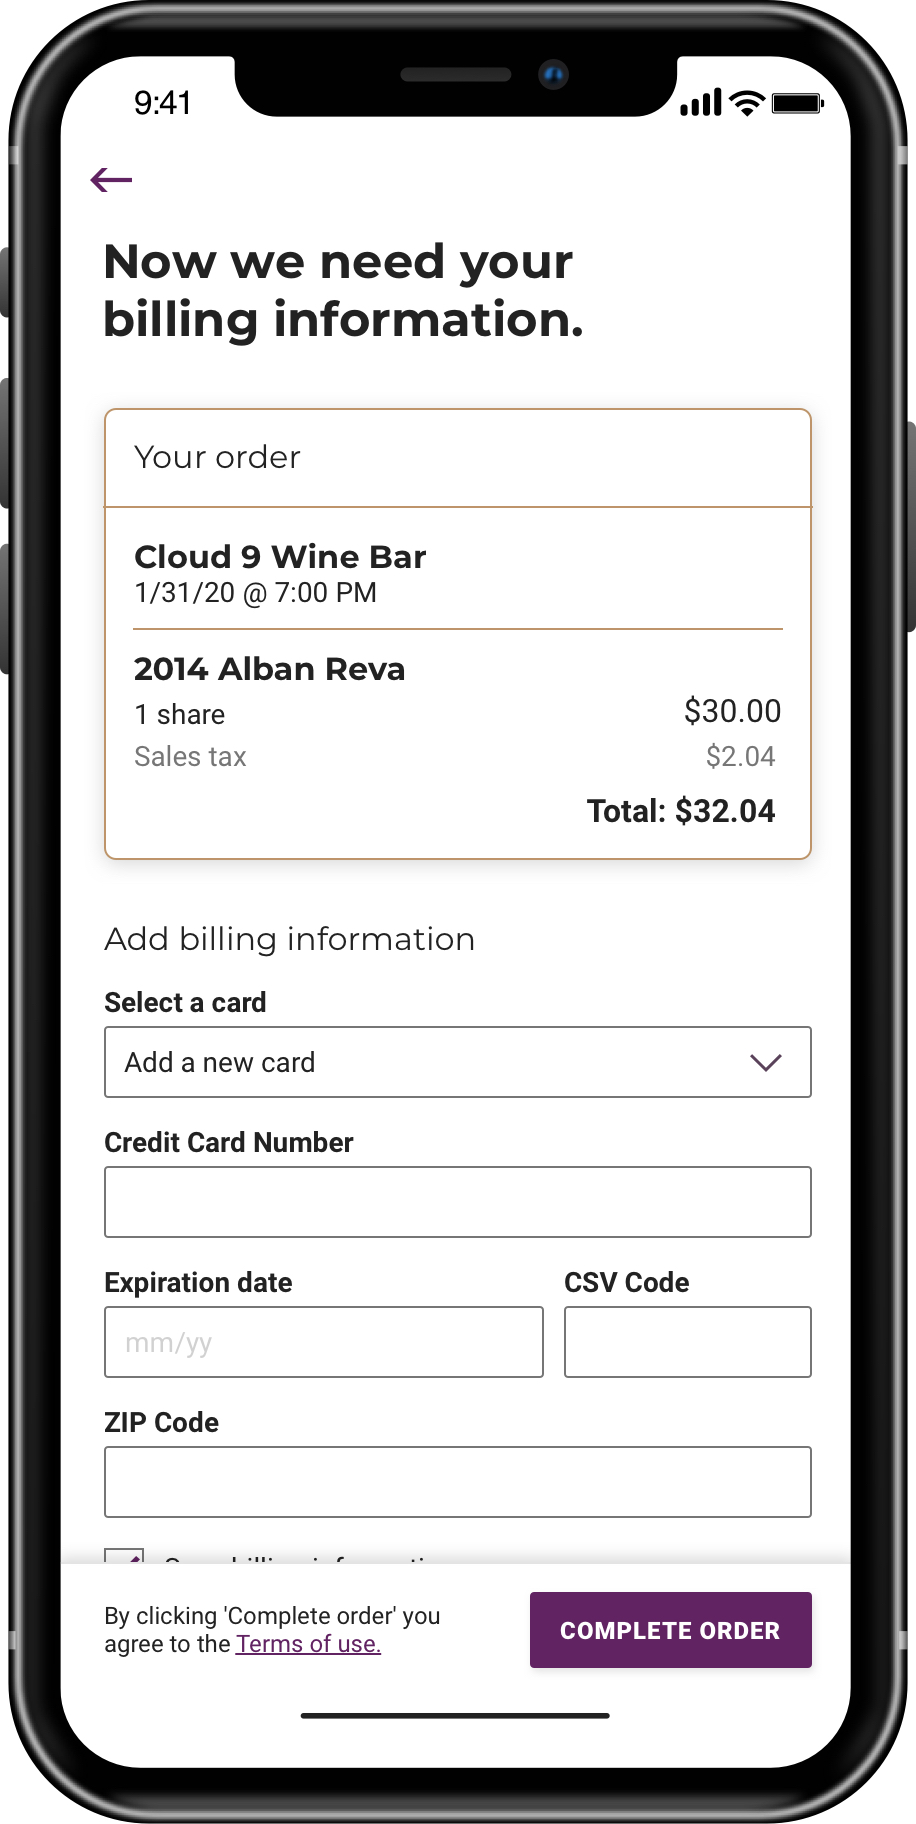 9:41
Now we need your
billing information.
Your order
Cloud 9 Wine Bar
1/31/20 @ 7:00 PM
2014 Alban Reva
1 share $30.00
Sales tax $2.04
Total: $32.04
Add billing information
Select a card
Add a new card
Credit Card Number
Expiration date CSV Code
mm/yy
ZIP Code
By clicking 'Complete order' you
agree to the Terms of use.
COMPLETE ORDER